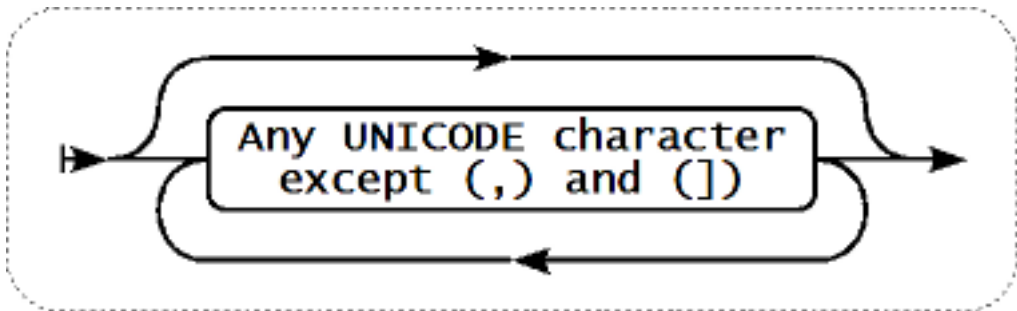 Any UNICODE character
except (,) and (])